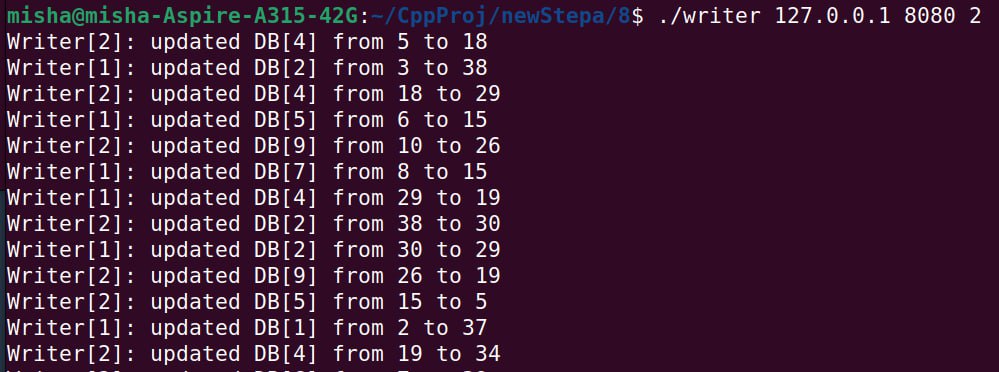 misha@misha-Aspire-A315-42G:~/CppProj/newStepa/8$ ./writer 127.0.0.1 8080 2
Writer[2]: updated DB[4] from 5 to 18
Writer[1]: updated DB[2] from 3 to 38
Writer[2]: updated DB[4] from 18 to 29
Writer[1]: updated DB[5] from 6 to 15
Writer[2]: updated DB[9] from 10 to 26
Writer[1]: updated DB[7] from 8 to 15
Writer[1]: updated DB[4] from 29 to 19
Writer[2]: updated DB[2] from 38 to 30
Writer[1]: updated DB[2] from 30 to 29
Writer[2]: updated DB[9] from 26 to 19
Writer[2]: updated DB[5] from 15 to 5
Writer[1]: updated DB[1] from 2 to 37
Writer[2]: updated DB[4] from 19 to 34